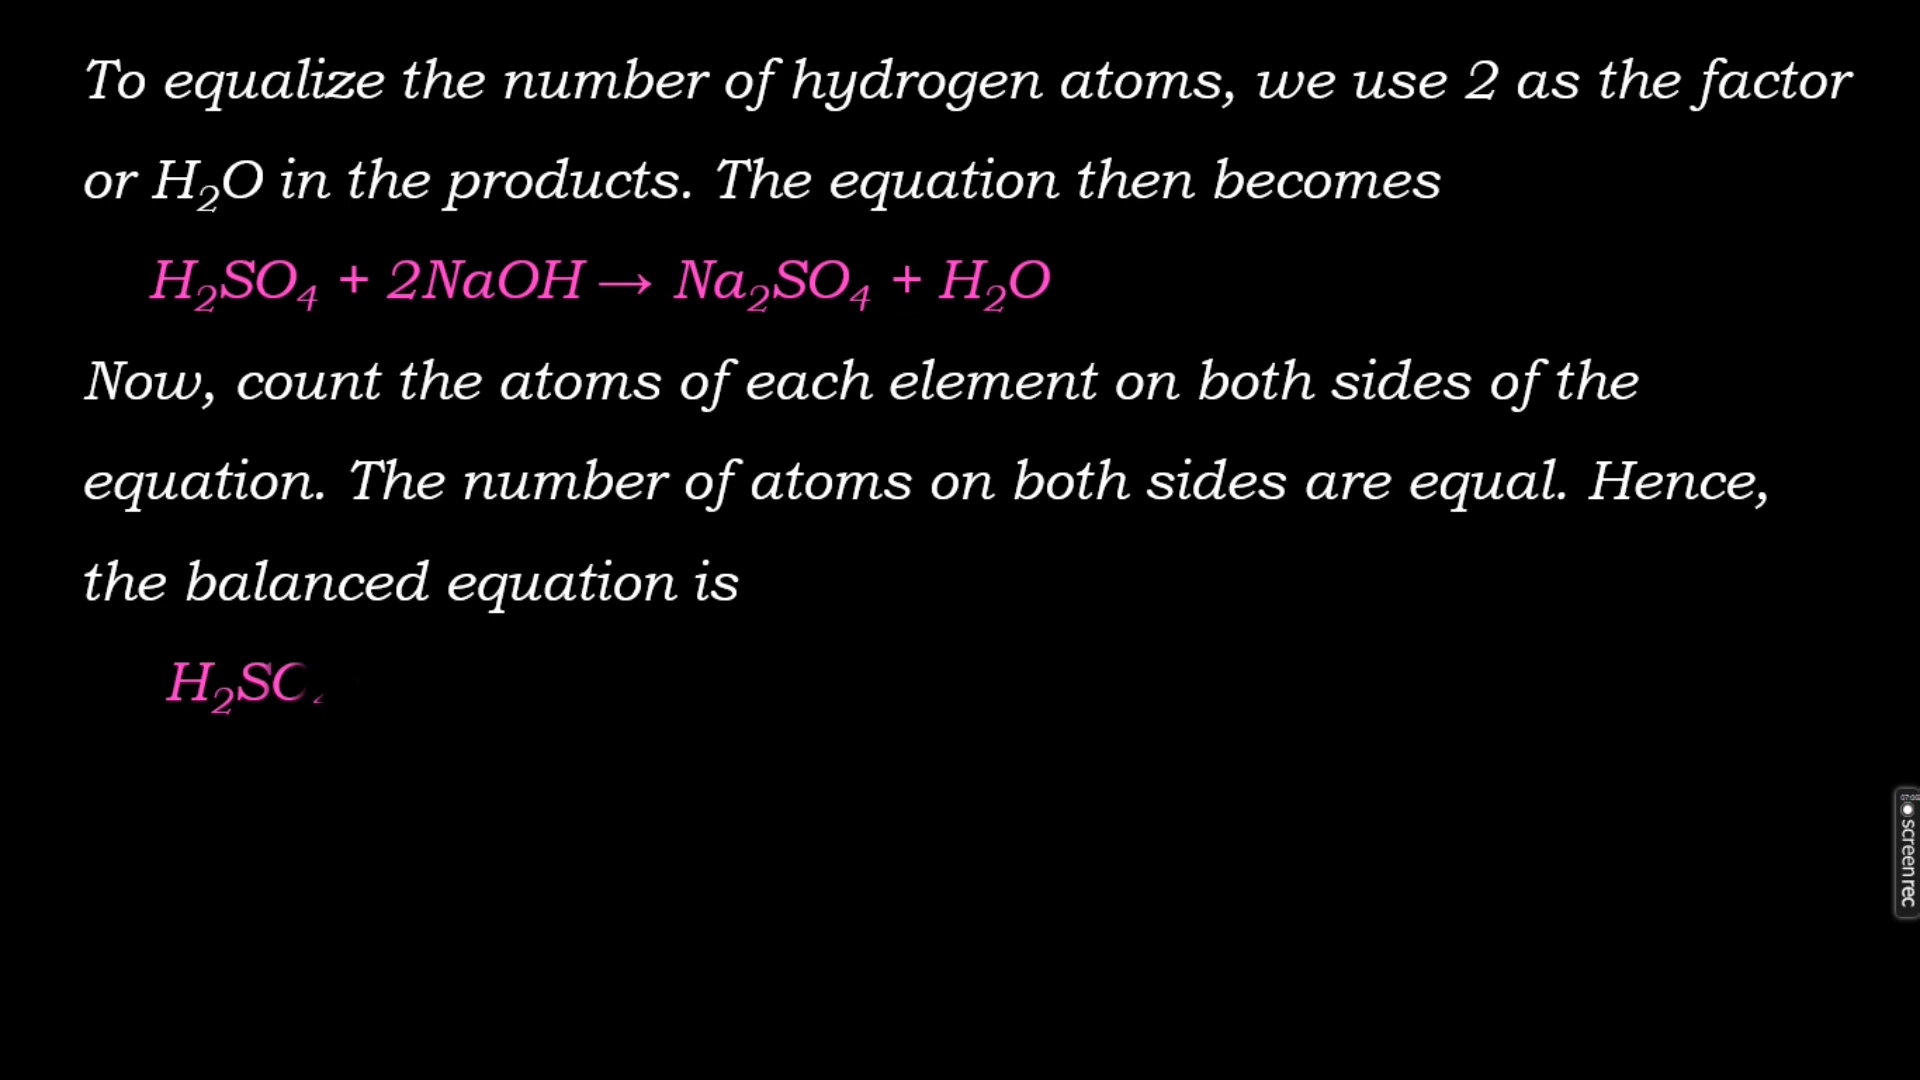 To equalize the number of hydrogen atoms, we use 2 as the factor
or H₂O in the products. The equation then becomes
H₂SO₄ + 2NaOH → Na₂SO₄ + H₂O
Now, count the atoms of each element on both sides of the
equation. The number of atoms on both sides are equal. Hence,
the balanced equation is
H₂S
screenrec